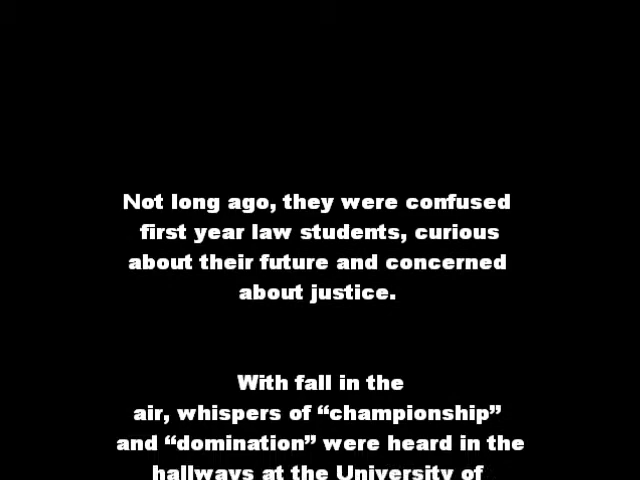 Not long ago, they were confused
first year law students, curious
about their future and concerned
about justice.
With fall in the
air, whispers of “championship”
and “domination” were heard in the
hallways at the University of